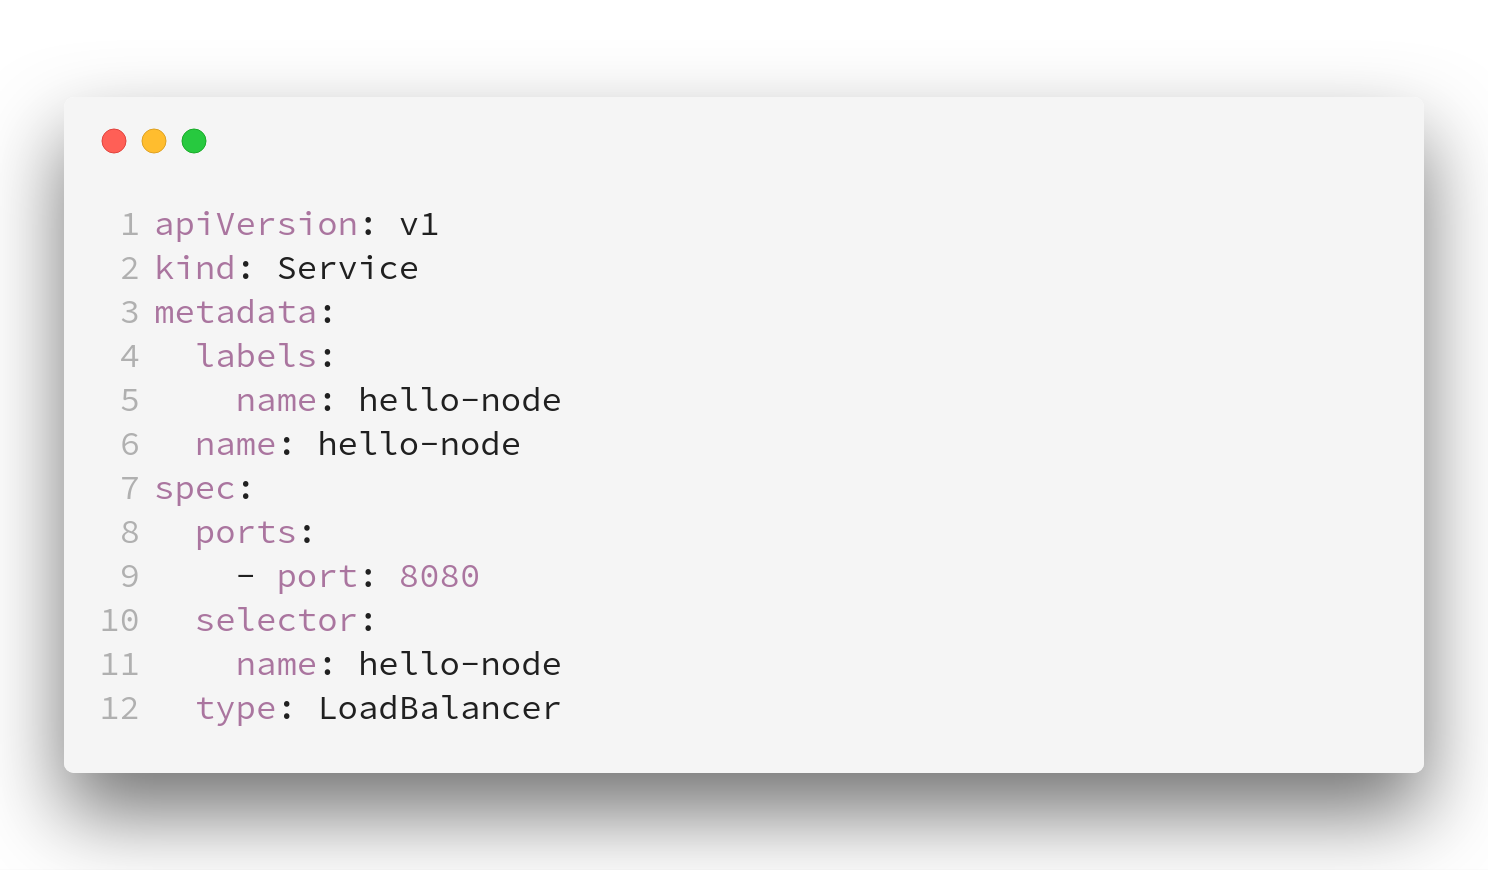 1 apiVersion: v1
2 kind: Service
3 metadata:
4   labels:
5     name: hello-node
6   name: hello-node
7 spec:
8   ports:
9     - port: 8080
10   selector:
11     name: hello-node
12   type: LoadBalancer